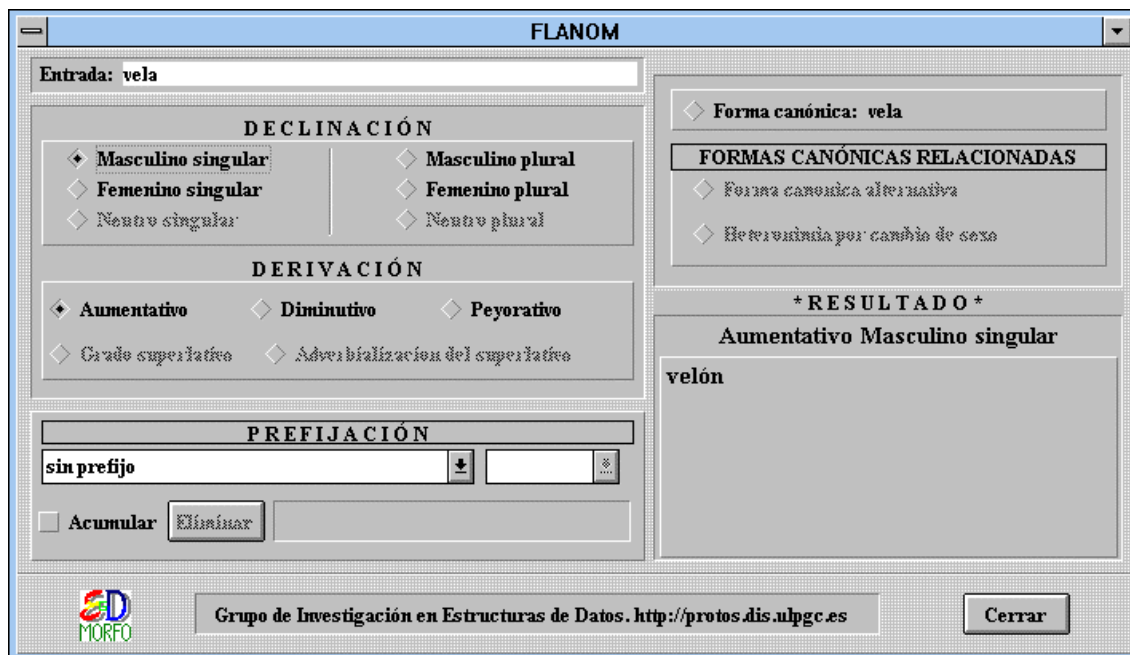 FLANOM
Entrada: vela
DECLINACIÓN
Masculino singular
Masculino plural
Femenino singular
Femenino plural
Neutro singular
Neutro plural
DERIVACIÓN
Aumentativo
Diminutivo
Peyorativo
Grado superlativo
Adverbialización del superlativo
PREFIJACIÓN
sin prefijo
Acumular
Eliminar
Forma canónica: vela
FORMAS CANÓNICAS RELACIONADAS
Forma canónica alternativa
Heteronimia por cambio de sexo
*RESULTADO*
Aumentativo Masculino singular
velón
SD
MORFO
Grupo de Investigación en Estructuras de Datos. http://protos.dis.ulpgc.es
Cerrar